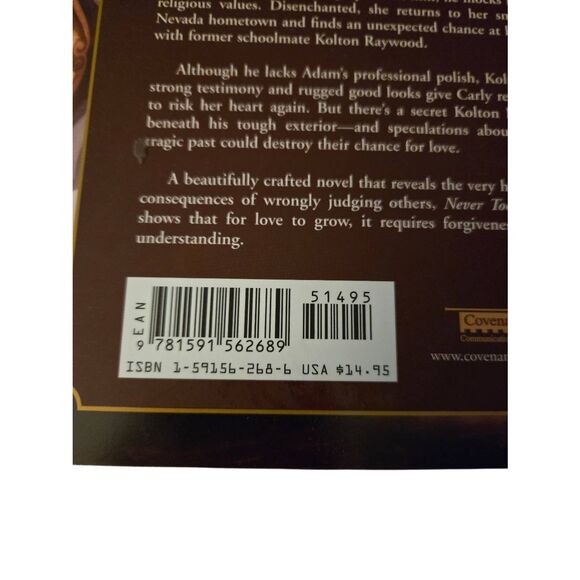 religious values. Disenchanted, she returns to her
Nevada hometown and finds an unexpected chance at
with former schoolmate Kolton Raywood.
Although he lacks Adam's professional polish,
strong testimony and rugged good looks give Carly
to risk her heart again. But there's a secret Kolton
beneath his tough exterior—and speculations
tragic past could destroy their chance for love.
A beautifully crafted novel that reveals the very
consequences of wrongly judging others, Never
shows that for love to grow, it requires
understanding.
51495
EAN
9 781591 562689
ISBN 1-59156-268-6 USA $14.95